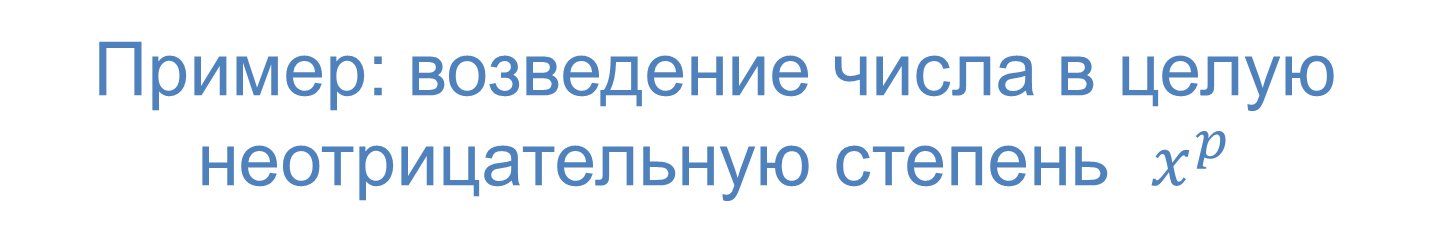 Пример: возведение числа в целую
неотрицательную степень $x^p$